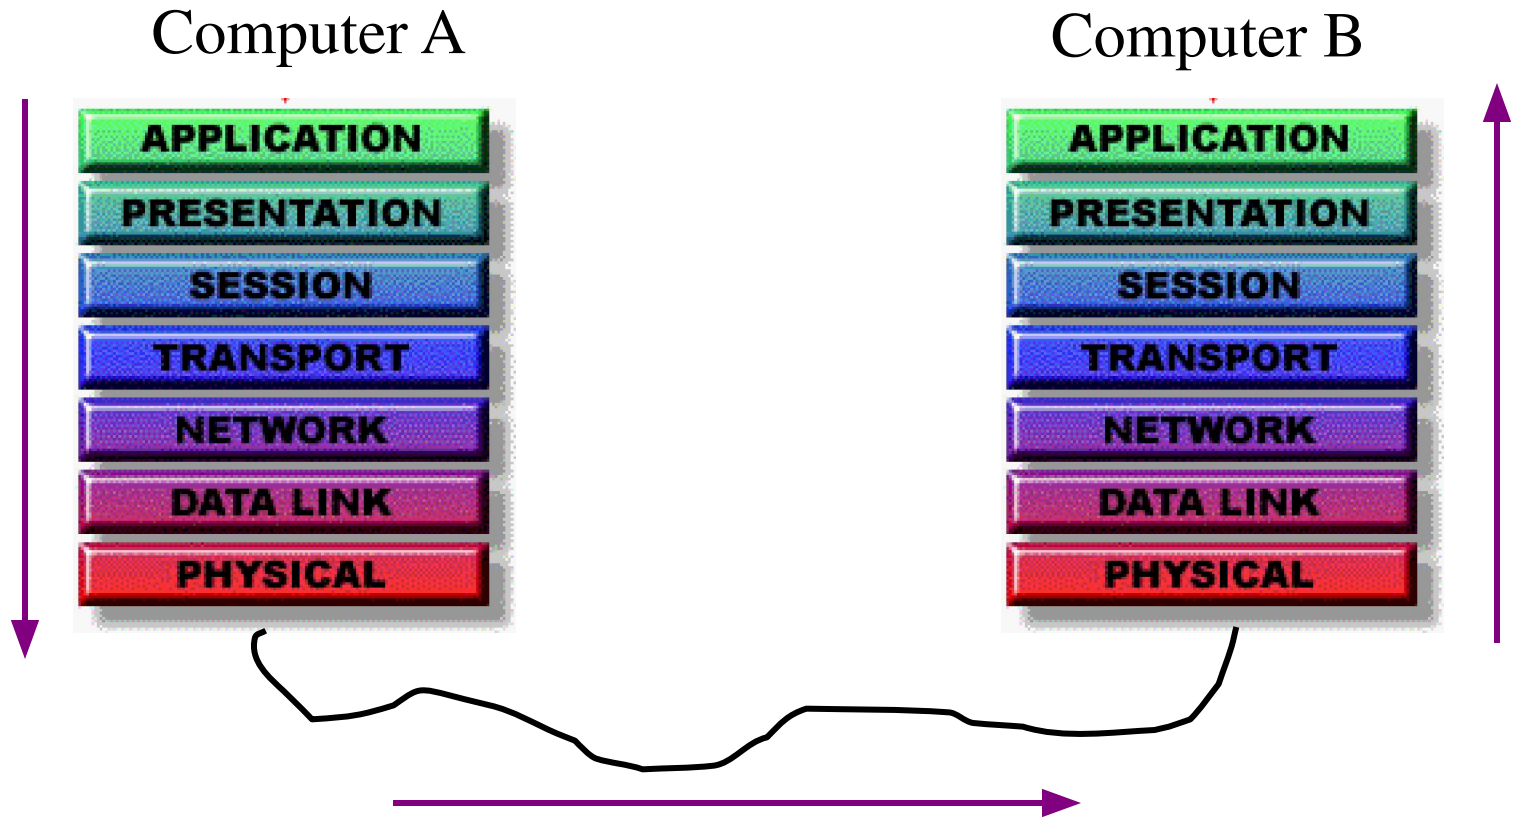 Computer A
APPLICATION
PRESENTATION
SESSION
TRANSPORT
NETWORK
DATA LINK
PHYSICAL
Computer B
APPLICATION
PRESENTATION
SESSION
TRANSPORT
NETWORK
DATA LINK
PHYSICAL